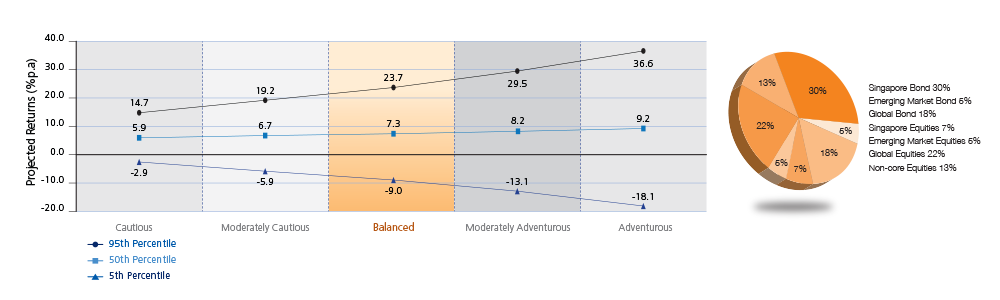 Projected Returns (%p.a)
40.0
30.0
20.0
10.0
0.0
-10.0
-20.0
14.7
19.2
23.7
29.5
36.6
5.9
6.7
7.3
8.2
9.2
-2.9
-5.9
-9.0
-13.1
-18.1
Cautious
Moderately Cautious
Balanced
Moderately Adventurous
Adventurous
95th Percentile
50th Percentile
5th Percentile
13%
30%
22%
6%
6%
7%
18%
Singapore Bond 30%
Emerging Market Bond 6%
Global Bond 18%
Singapore Equities 7%
Emerging Market Equities 6%
Global Equities 22%
Non-core Equities 13%